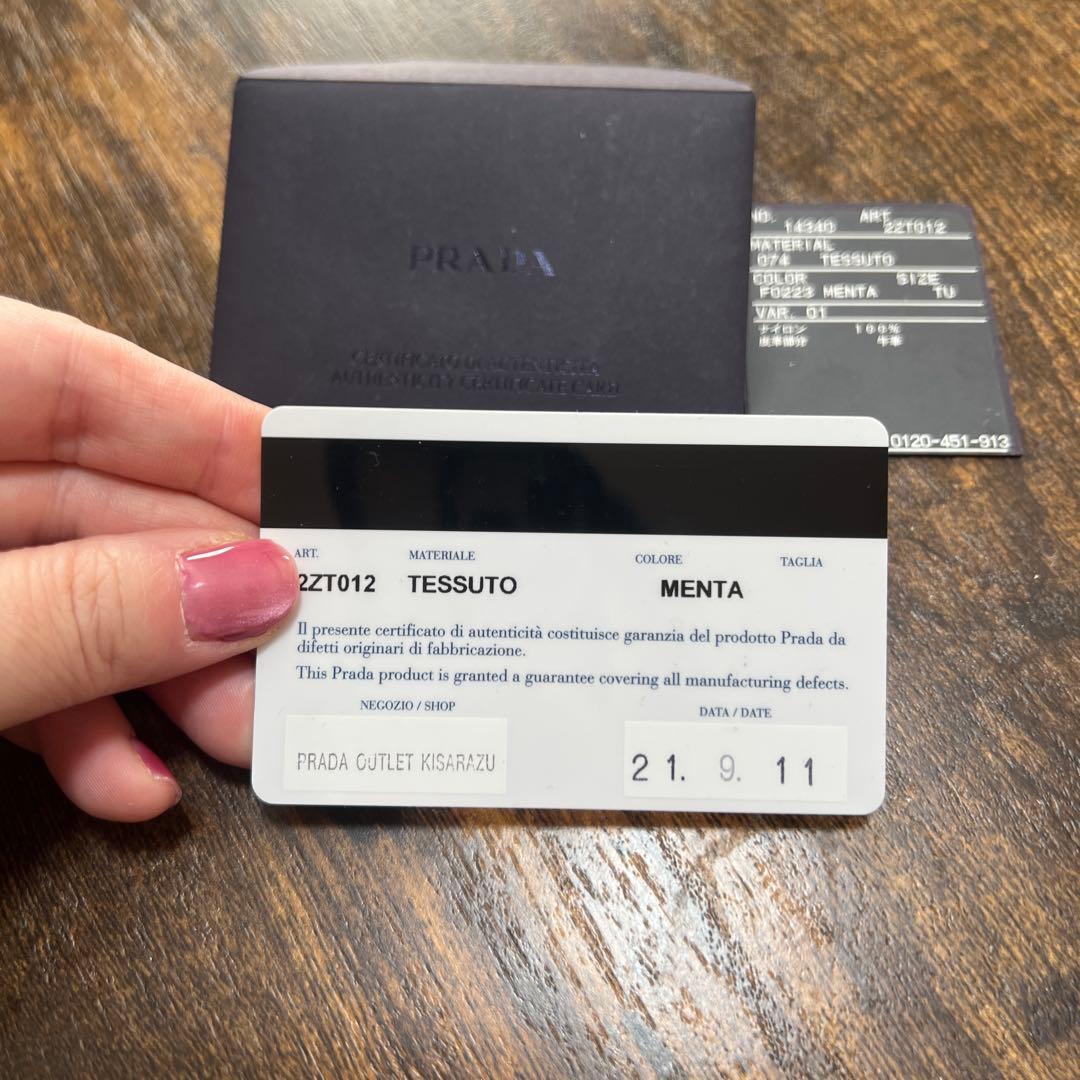 PRADA
CERTIFICATO DI AUTENTICITÀ
AUTHENTICITY CERTIFICATE CARD
NO. ART
14340 2ZT012
MATERIAL
074 TESSUTO
COLOR SIZE
F0223 MENTA TU
VAR. 01
ナイロン 100%
皮革部分 牛革
0120-451-913
ART. MATERIALE COLORE TAGLIA
2ZT012 TESSUTO MENTA
Il presente certificato di autenticità costituisce garanzia del prodotto Prada da
difetti originari di fabbricazione.
This Prada product is granted a guarantee covering all manufacturing defects.
NEGOZIO / SHOP DATA / DATE
PRADA OUTLET KISARAZU 21. 9. 11